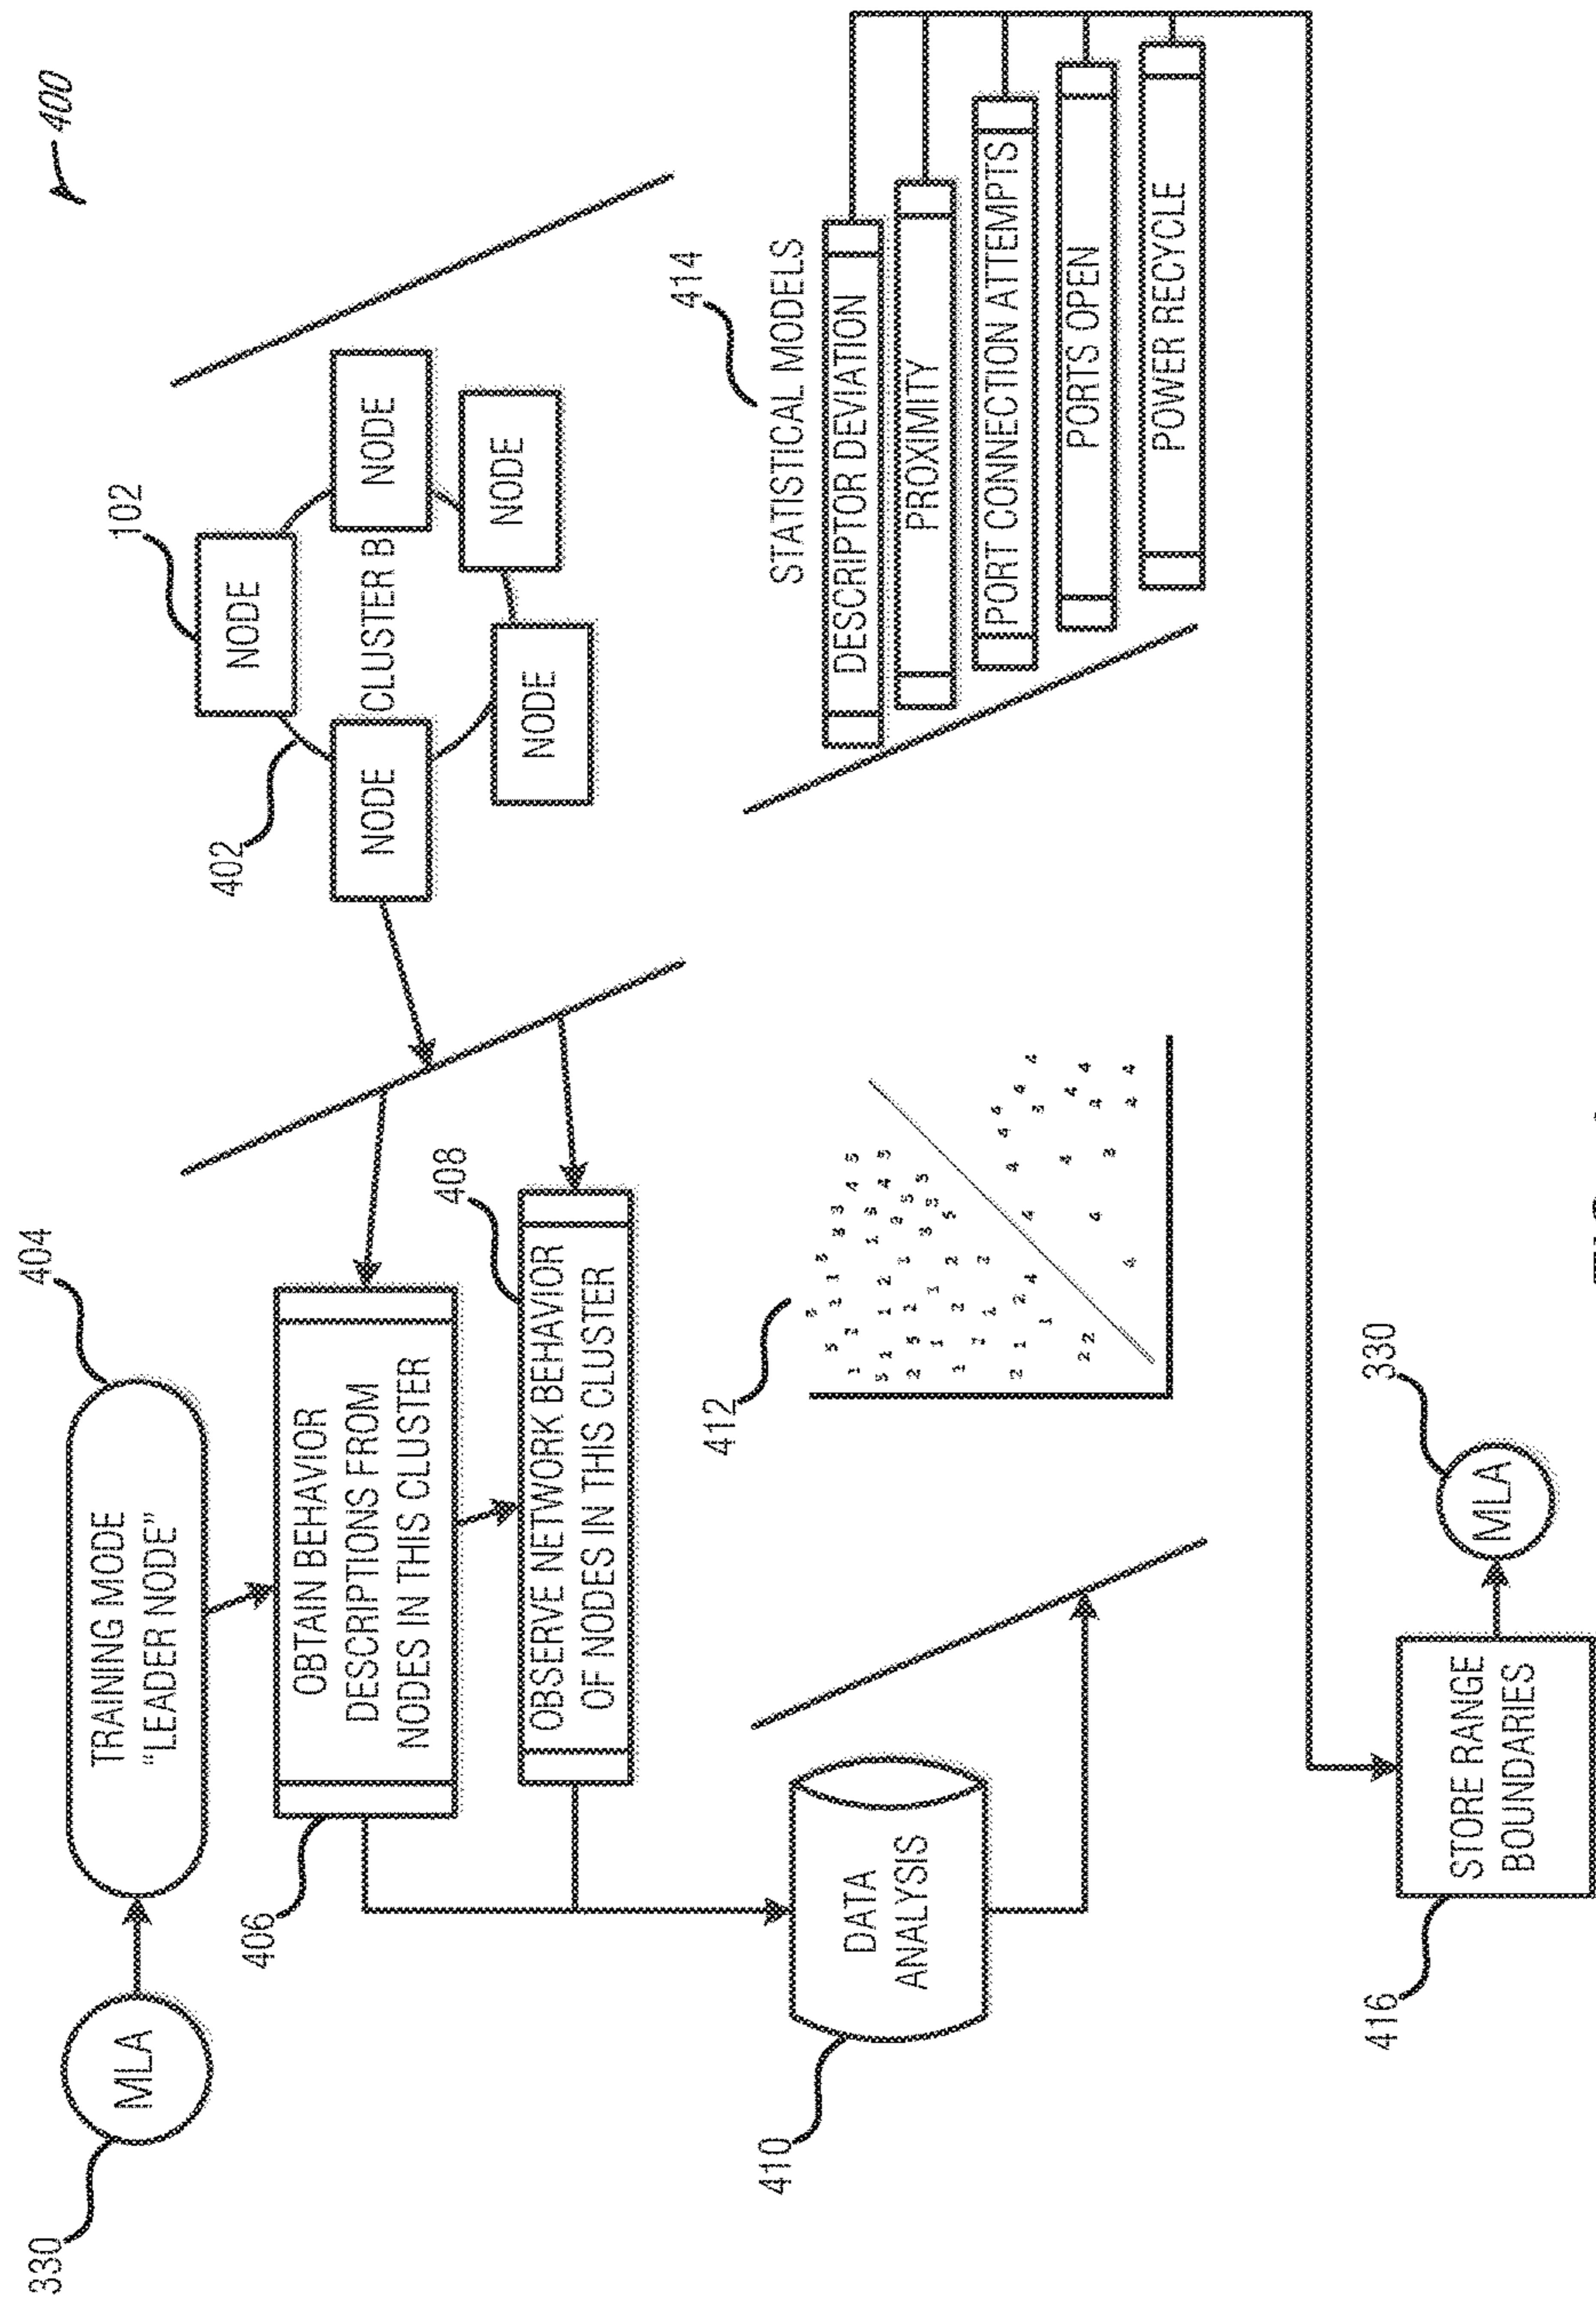 400
330
MLA
404
TRAINING MODE
"LEADER NODE"
406
OBTAIN BEHAVIOR
DESCRIPTIONS FROM
NODES IN THIS CLUSTER
408
OBSERVE NETWORK BEHAVIOR
OF NODES IN THIS CLUSTER
402
102
NODE
NODE
CLUSTER B
NODE
NODE
NODE
410
DATA
ANALYSIS
412
414
STATISTICAL MODELS
DESCRIPTOR DEVIATION
PROXIMITY
PORT CONNECTION ATTEMPTS
PORTS OPEN
POWER RECYCLE
416
STORE RANGE
BOUNDARIES
330
MLA